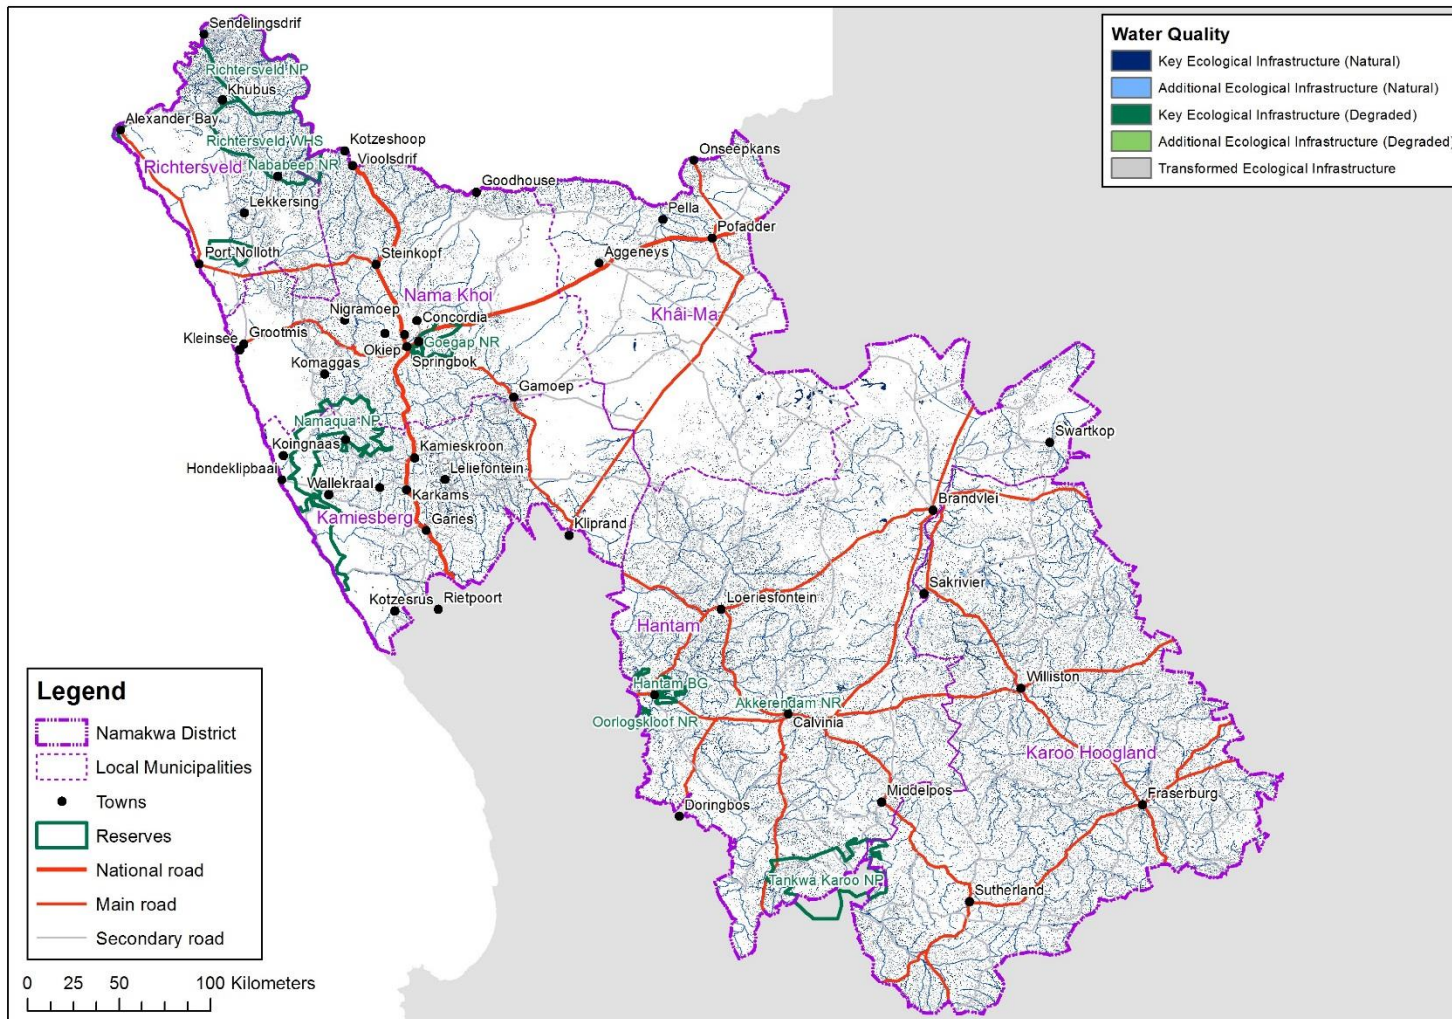 Sendelingsdrif
Richtersveld NP
Khubus
Alexander Bay
Richtersveld WHS
Kotzeshoop
Richtersveld
Nababeep NR
Vioolsdrif
Onseepkans
Goodhouse
Lekkersing
Pella
Pofadder
Port Nolloth
Steinkopf
Aggeneys
Nama Khoi
Nigramoep
Concordia
Khâi-Ma
Kleinsee
Grootmis
Okiep
Goegap NR
Springbok
Komaggas
Gamoep
Namaqua NP
Koingnaas
Kamieskroon
Swartkop
Hondeklipbaai
Leliefontein
Wallekraal
Karkams
Kamiesberg
Garies
Brandvlei
Kliprand
Sakrivier
Kotzesrus
Rietpoort
Loeriesfontein
Hantam
Hantam BG
Williston
Akkerendam NR
Oorlogskloof NR
Calvinia
Karoo Hoogland
Middelpos
Fraserburg
Doringbos
Tankwa Karoo NP
Sutherland
Water Quality
Key Ecological Infrastructure (Natural)
Additional Ecological Infrastructure (Natural)
Key Ecological Infrastructure (Degraded)
Additional Ecological Infrastructure (Degraded)
Transformed Ecological Infrastructure
Legend
Namakwa District
Local Municipalities
Towns
Reserves
National road
Main road
Secondary road
0 25 50 100 Kilometers